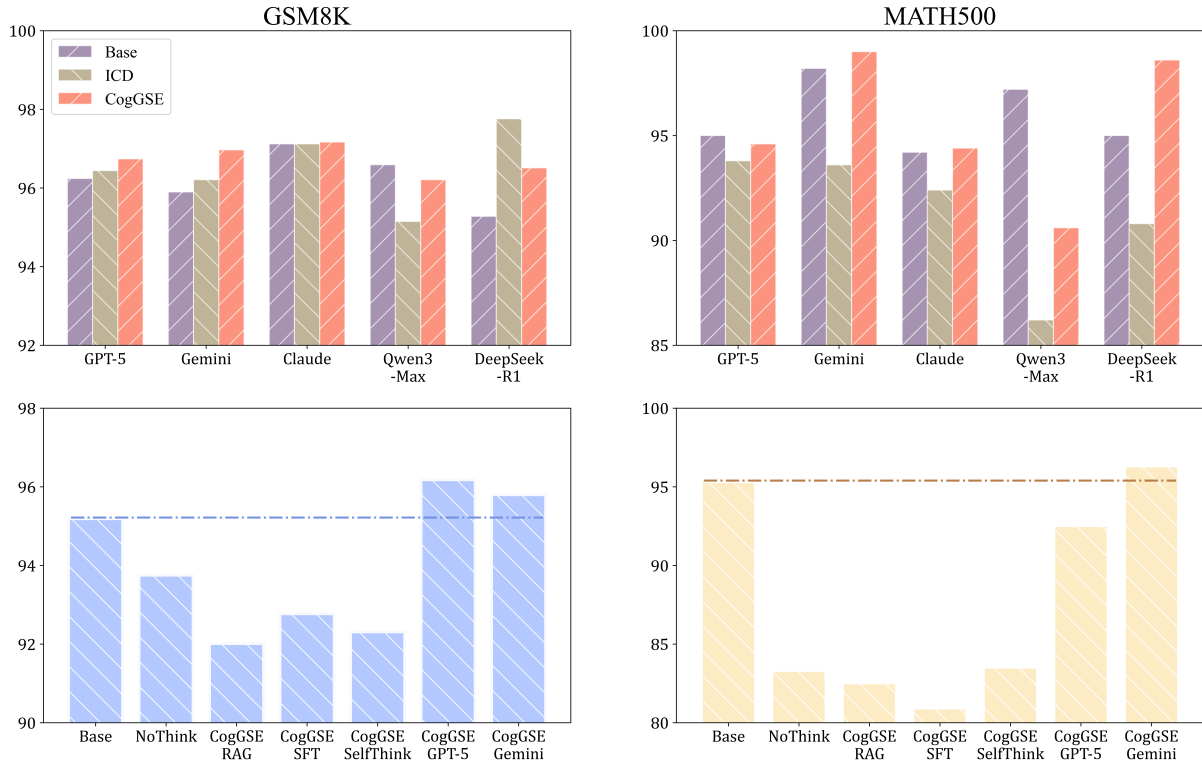 GSM8K
100
98
96
94
92
Base
ICD
CogGSE
GPT-5
Gemini
Claude
Qwen3
-Max
DeepSeek
-R1
MATH500
100
95
90
85
GPT-5
Gemini
Claude
Qwen3
-Max
DeepSeek
-R1
98
96
94
92
90
Base
NoThink
CogGSE
RAG
CogGSE
SFT
CogGSE
SelfThink
CogGSE
GPT-5
CogGSE
Gemini
100
95
90
85
80
Base
NoThink
CogGSE
RAG
CogGSE
SFT
CogGSE
SelfThink
CogGSE
GPT-5
CogGSE
Gemini